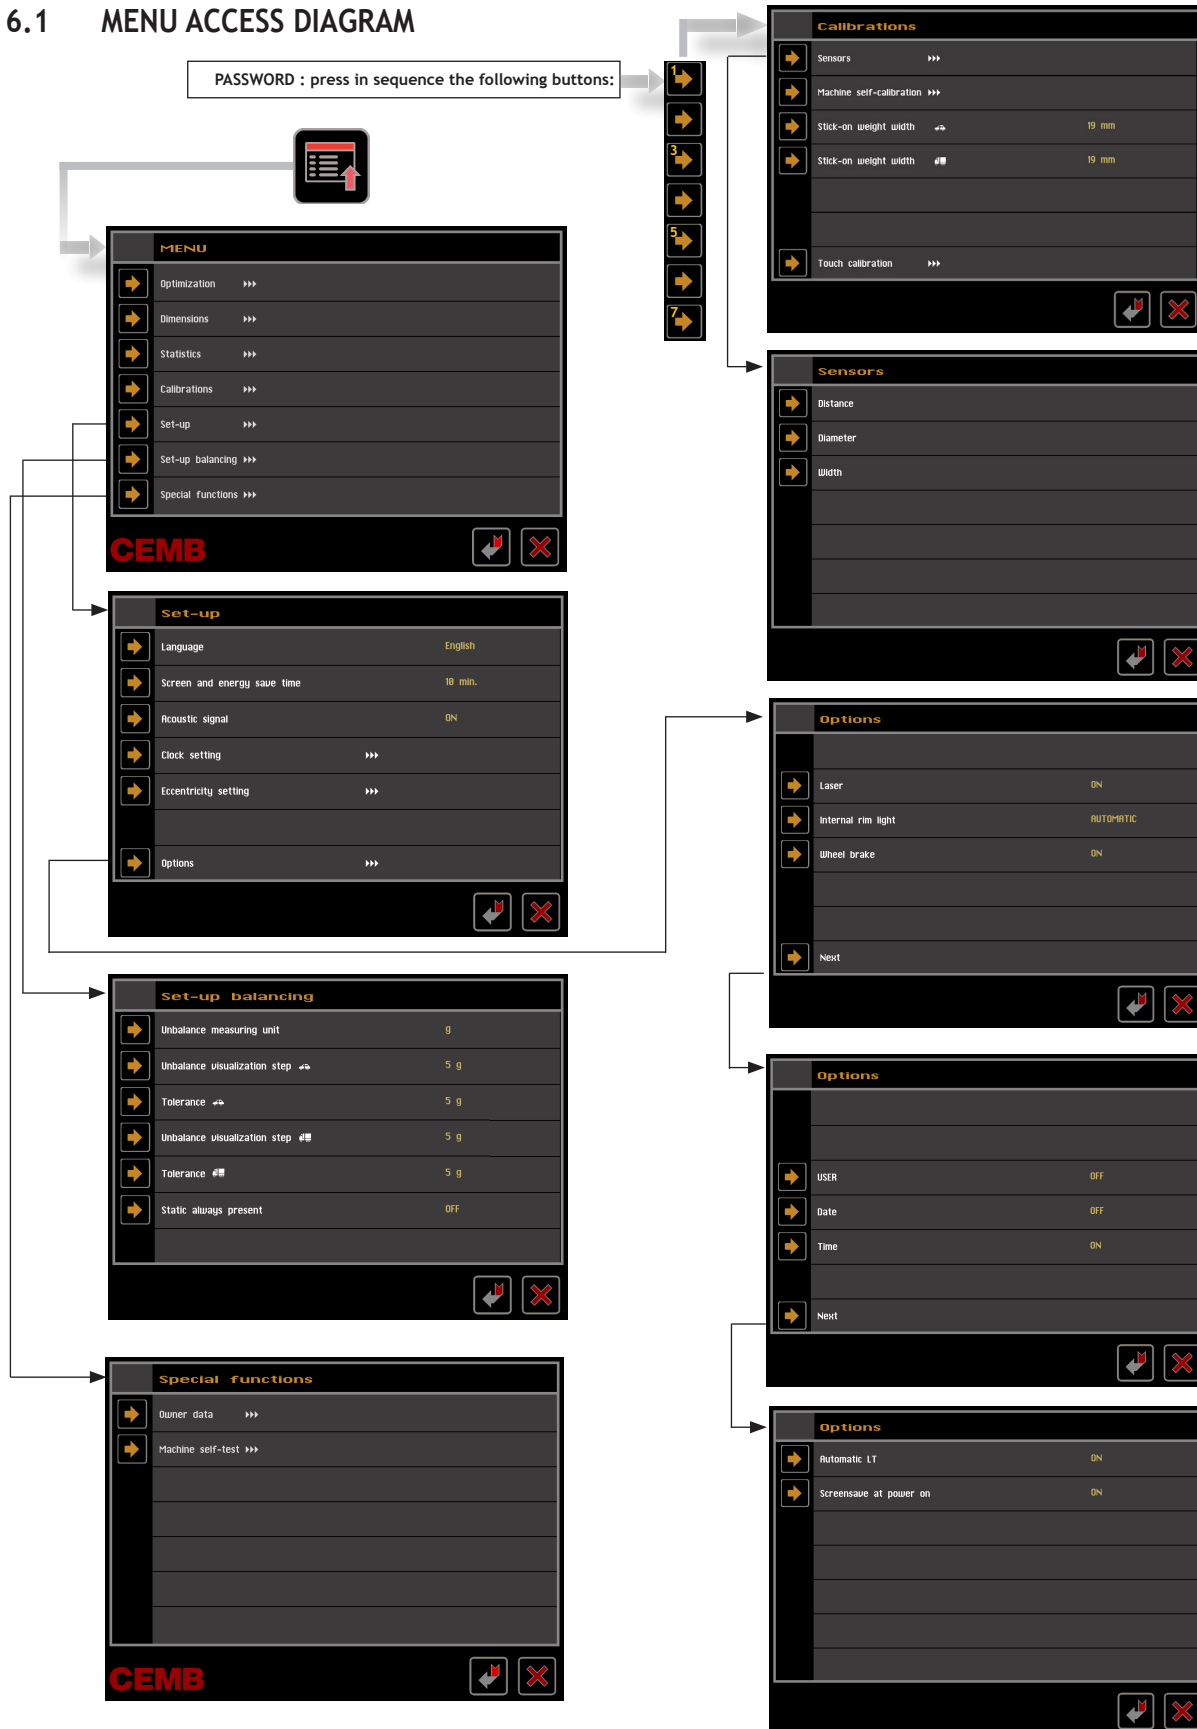 6.1 MENU ACCESS DIAGRAM
PASSWORD : press in sequence the following buttons:
1
3
5
7
MENU
Optimization
Dimensions
Statistics
Calibrations
Set-up
Set-up balancing
Special functions
CEMB
Set-up
Language English
Screen and energy save time 10 min.
Acoustic signal ON
Clock setting
Eccentricity setting
Options
Set-up balancing
Unbalance measuring unit g
Unbalance visualization step 5 g
Tolerance 5 g
Unbalance visualization step 5 g
Tolerance 5 g
Static always present OFF
Special functions
Owner data
Machine self-test
CEMB
Calibrations
Sensors
Machine self-calibration
Stick-on weight width 19 mm
Stick-on weight width 19 mm
Touch calibration
Sensors
Distance
Diameter
Width
Options
Laser ON
Internal rim light AUTOMATIC
Wheel brake ON
Next
Options
USER OFF
Date OFF
Time ON
Next
Options
Automatic LT ON
Screensave at power on ON